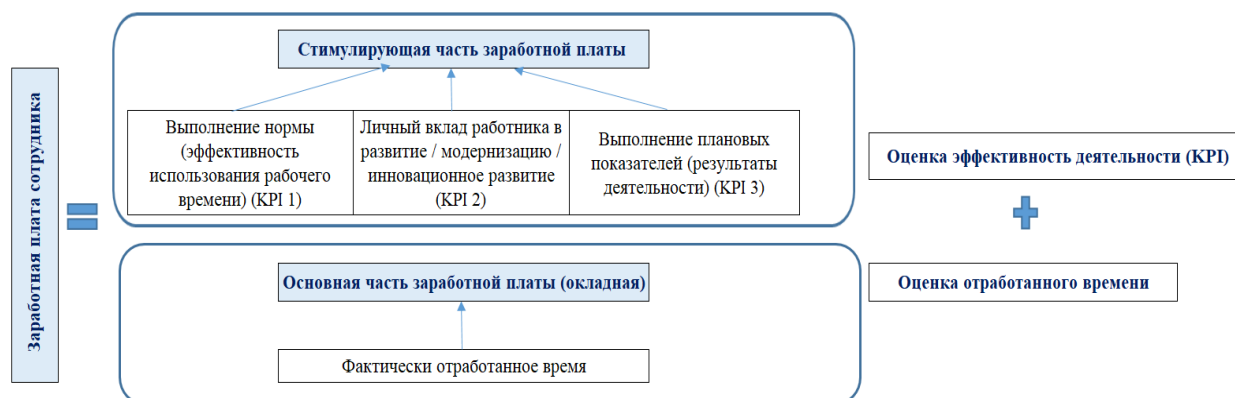 Заработная плата сотрудника
Стимулирующая часть заработной платы
Выполнение нормы
(эффективность
использования рабочего
времени) (KPI 1)
Личный вклад работника в
развитие / модернизацию /
инновационное развитие
(KPI 2)
Выполнение плановых
показателей (результаты
деятельности) (KPI 3)
Оценка эффективность деятельности (KPI)
Основная часть заработной платы (окладная)
Оценка отработанного времени
Фактически отработанное время